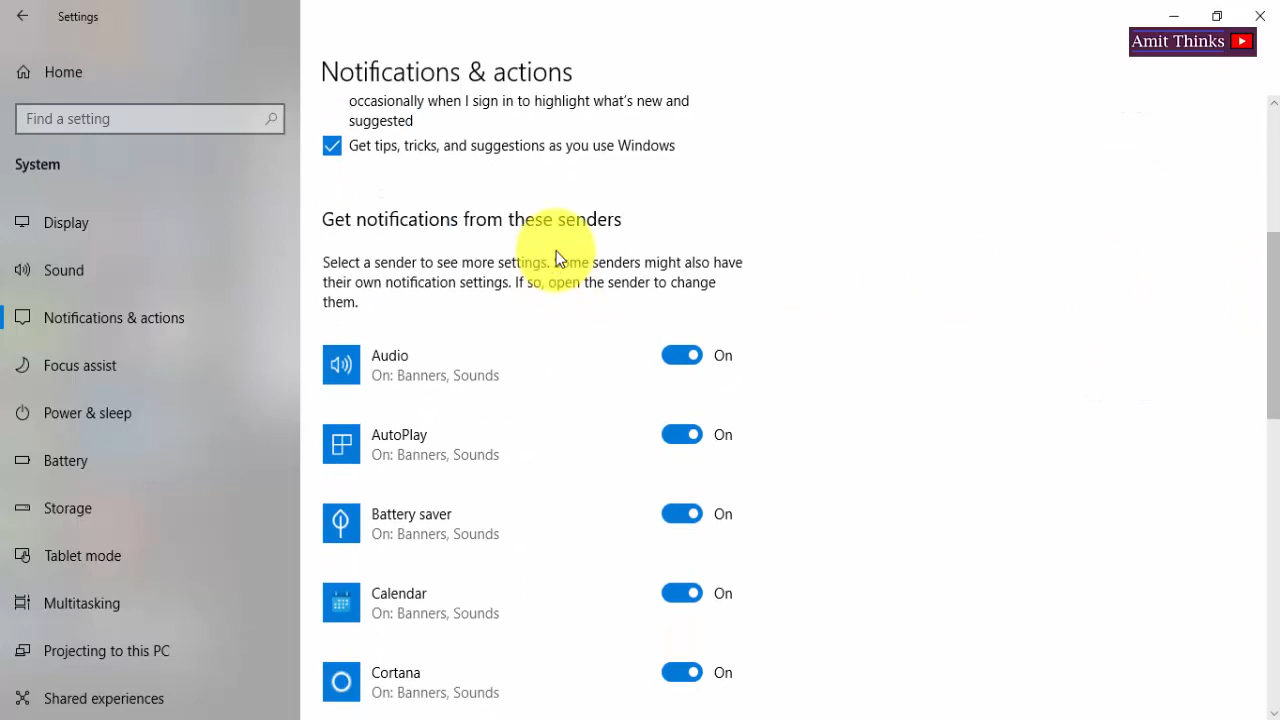 Settings
Amit Thinks
Home
Find a setting
System
Display
Sound
Notifications & actions
Focus assist
Power & sleep
Battery
Storage
Tablet mode
Multitasking
Projecting to this PC
Shared experiences
Notifications & actions
occasionally when I sign in to highlight what's new and
suggested
Get tips, tricks, and suggestions as you use Windows
Get notifications from these senders
Select a sender to see more settings. Some senders might also have
their own notification settings. If so, open the sender to change
them.
Audio
On: Banners, Sounds
On
AutoPlay
On: Banners, Sounds
On
Battery saver
On: Banners, Sounds
On
Calendar
On: Banners, Sounds
On
Cortana
On: Banners, Sounds
On